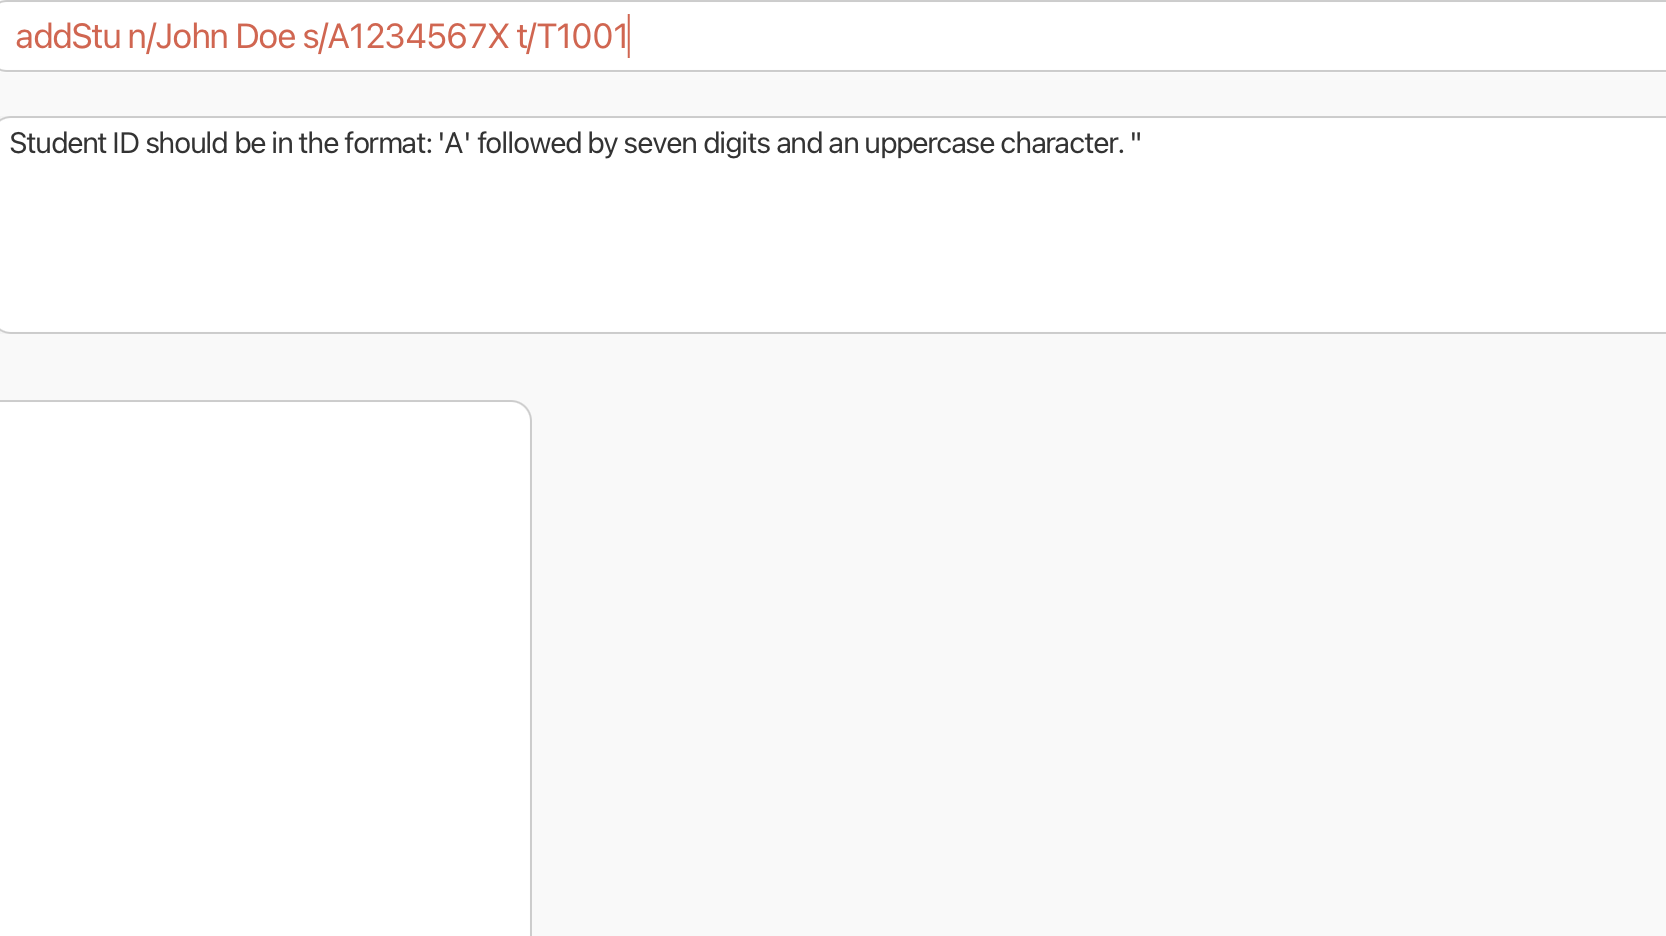 addStu n/John Doe s/A1234567X t/T1001
Student ID should be in the format: 'A' followed by seven digits and an uppercase character. "